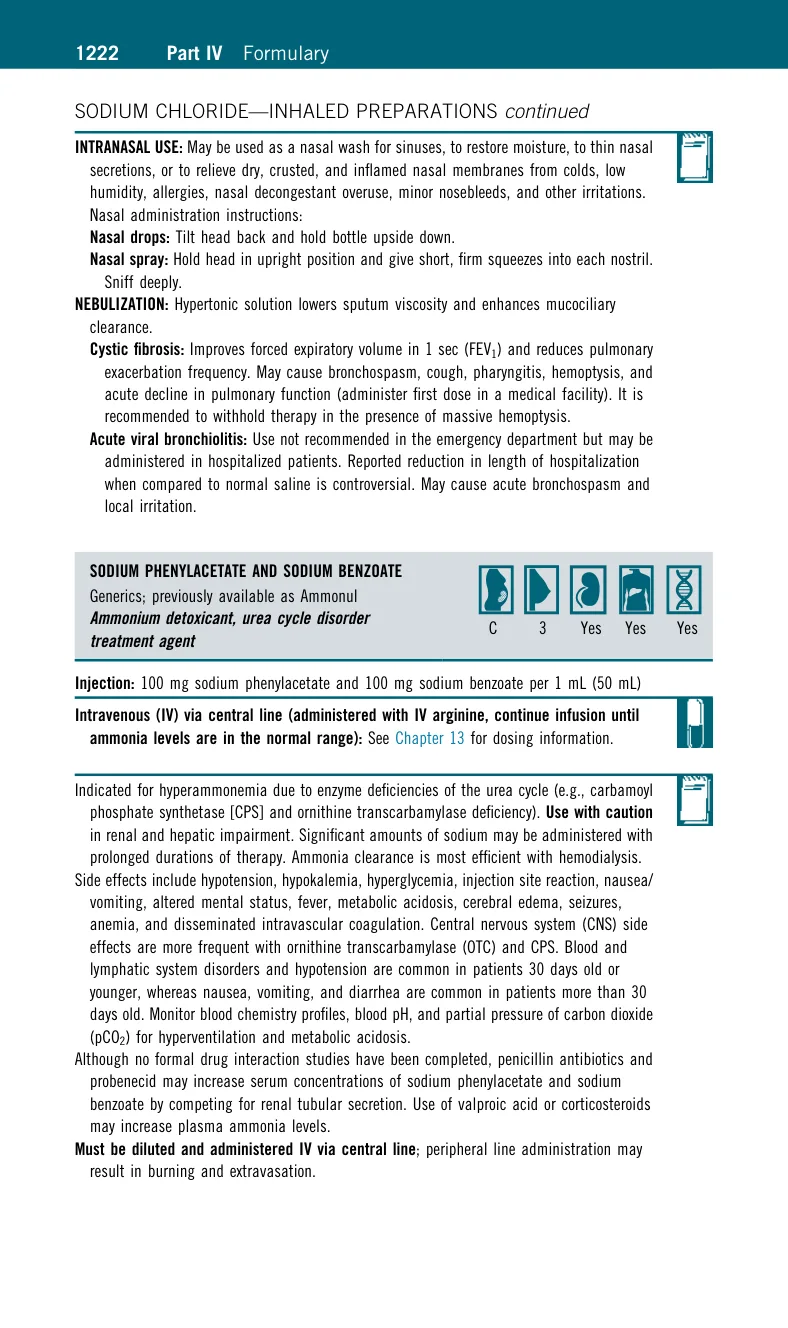 1222 Part IV Formulary
SODIUM CHLORIDE—INHALED PREPARATIONS continued
INTRANASAL USE: May be used as a nasal wash for sinuses, to restore moisture, to thin nasal
secretions, or to relieve dry, crusted, and inflamed nasal membranes from colds, low
humidity, allergies, nasal decongestant overuse, minor nosebleeds, and other irritations.
Nasal administration instructions:
Nasal drops: Tilt head back and hold bottle upside down.
Nasal spray: Hold head in upright position and give short, firm squeezes into each nostril.
Sniff deeply.
NEBULIZATION: Hypertonic solution lowers sputum viscosity and enhances mucociliary
clearance.
Cystic fibrosis: Improves forced expiratory volume in 1 sec (FEV₁) and reduces pulmonary
exacerbation frequency. May cause bronchospasm, cough, pharyngitis, hemoptysis, and
acute decline in pulmonary function (administer first dose in a medical facility). It is
recommended to withhold therapy in the presence of massive hemoptysis.
Acute viral bronchiolitis: Use not recommended in the emergency department but may be
administered in hospitalized patients. Reported reduction in length of hospitalization
when compared to normal saline is controversial. May cause acute bronchospasm and
local irritation.
SODIUM PHENYLACETATE AND SODIUM BENZOATE
Generics; previously available as Ammonul
Ammonium detoxicant, urea cycle disorder
treatment agent
C 3 Yes Yes Yes
Injection: 100 mg sodium phenylacetate and 100 mg sodium benzoate per 1 mL (50 mL)
Intravenous (IV) via central line (administered with IV arginine, continue infusion until
ammonia levels are in the normal range): See Chapter 13 for dosing information.
Indicated for hyperammonemia due to enzyme deficiencies of the urea cycle (e.g., carbamoyl
phosphate synthetase [CPS] and ornithine transcarbamylase deficiency). Use with caution
in renal and hepatic impairment. Significant amounts of sodium may be administered with
prolonged durations of therapy. Ammonia clearance is most efficient with hemodialysis.
Side effects include hypotension, hypokalemia, hyperglycemia, injection site reaction, nausea/
vomiting, altered mental status, fever, metabolic acidosis, cerebral edema, seizures,
anemia, and disseminated intravascular coagulation. Central nervous system (CNS) side
effects are more frequent with ornithine transcarbamylase (OTC) and CPS. Blood and
lymphatic system disorders and hypotension are common in patients 30 days old or
younger, whereas nausea, vomiting, and diarrhea are common in patients more than 30
days old. Monitor blood chemistry profiles, blood pH, and partial pressure of carbon dioxide
(pCO₂) for hyperventilation and metabolic acidosis.
Although no formal drug interaction studies have been completed, penicillin antibiotics and
probenecid may increase serum concentrations of sodium phenylacetate and sodium
benzoate by competing for renal tubular secretion. Use of valproic acid or corticosteroids
may increase plasma ammonia levels.
Must be diluted and administered IV via central line; peripheral line administration may
result in burning and extravasation.